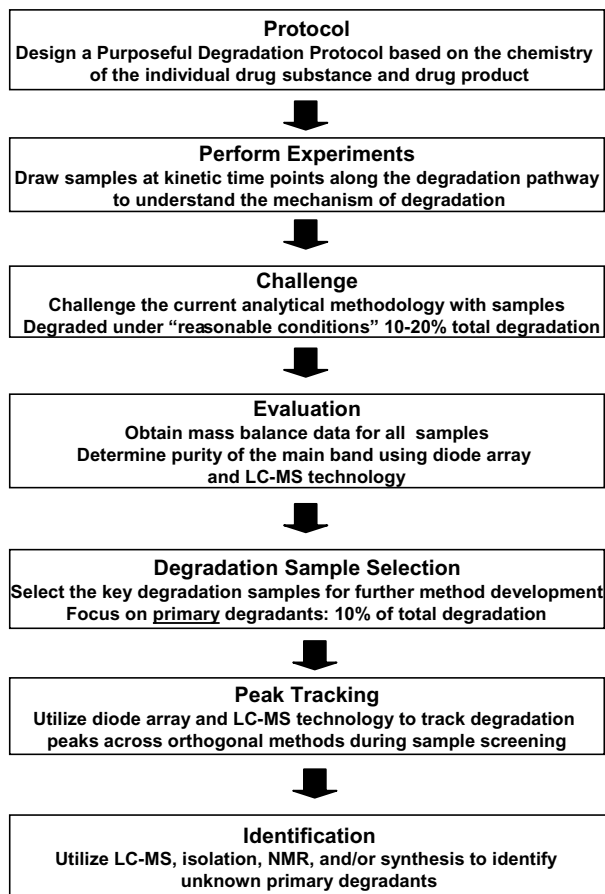 Protocol
Design a Purposeful Degradation Protocol based on the chemistry
of the individual drug substance and drug product
Perform Experiments
Draw samples at kinetic time points along the degradation pathway
to understand the mechanism of degradation
Challenge
Challenge the current analytical methodology with samples
Degraded under “reasonable conditions” 10-20% total degradation
Evaluation
Obtain mass balance data for all samples
Determine purity of the main band using diode array
and LC-MS technology
Degradation Sample Selection
Select the key degradation samples for further method development
Focus on primary degradants: 10% of total degradation
Peak Tracking
Utilize diode array and LC-MS technology to track degradation
peaks across orthogonal methods during sample screening
Identification
Utilize LC-MS, isolation, NMR, and/or synthesis to identify
unknown primary degradants